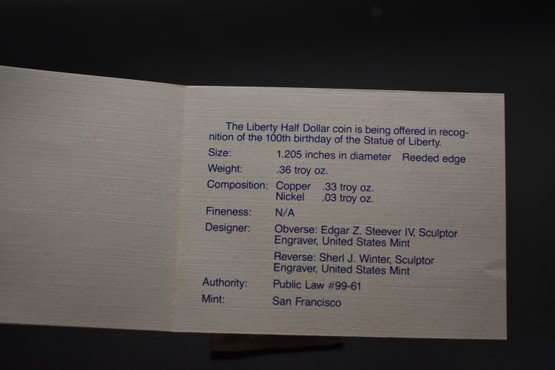 The Liberty Half Dollar coin is being offered in recog-
nition of the 100th birthday of the Statue of Liberty.
Size: 1.205 inches in diameter Reeded edge
Weight: .36 troy oz.
Composition: Copper .33 troy oz.
Nickel .03 troy oz.
Fineness: N/A
Designer: Obverse: Edgar Z. Steever IV, Sculptor
Engraver, United States Mint
Reverse: Sherl J. Winter, Sculptor
Engraver, United States Mint
Authority: Public Law #99-61
Mint: San Francisco